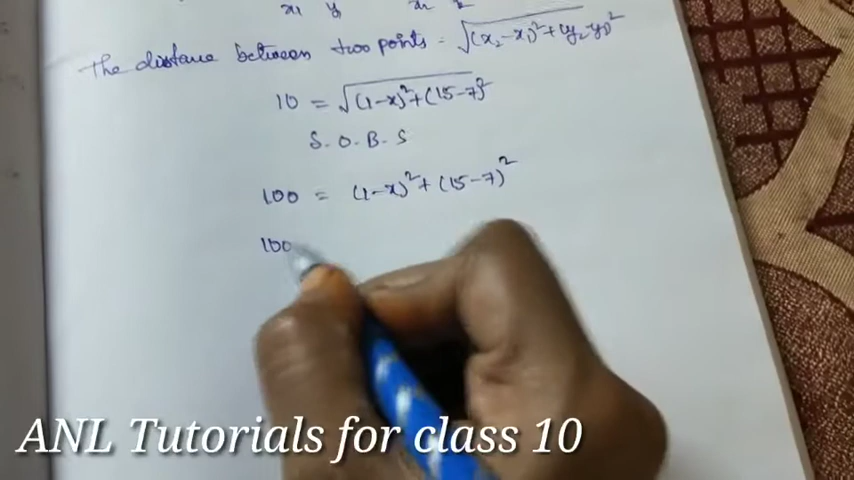 x₁ y₁ x₂
The distance between two points = √(x₂-x₁)²+(y₂-y₁)²
10 = √(1-x)²+(15-7)²
S.O.B.S
100 = (1-x)²+(15-7)²
100
ANL Tutorials for class 10